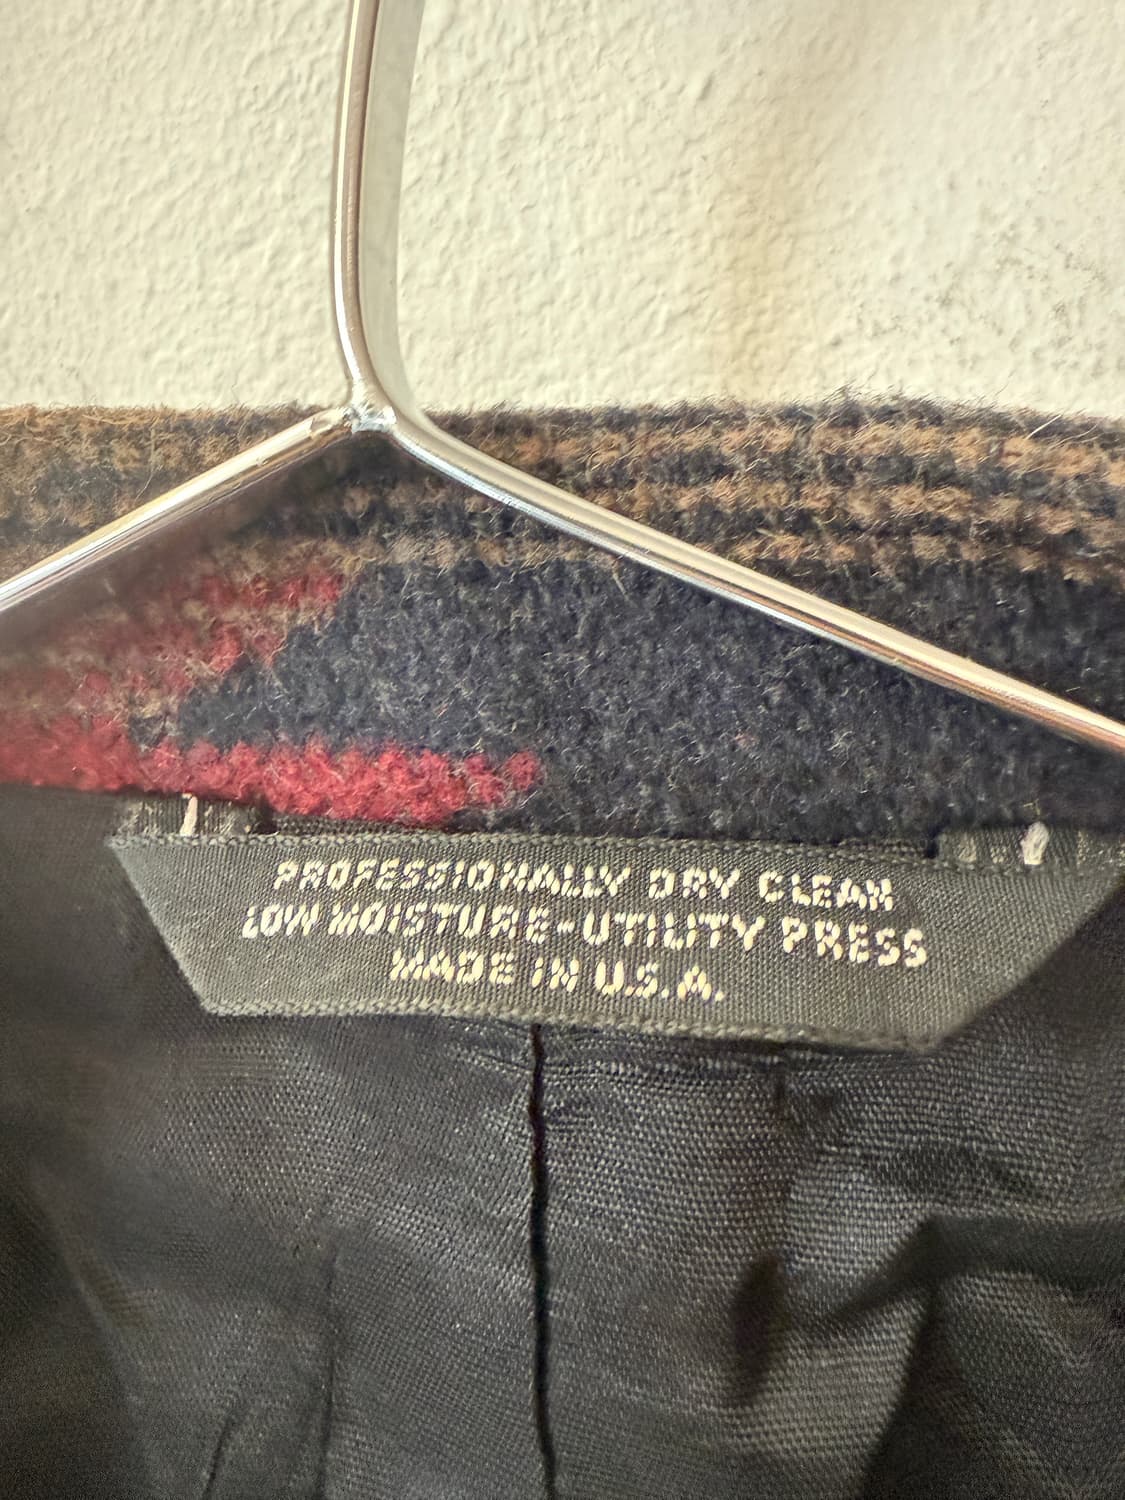 PROFESSIONALLY DRY CLEAN
LOW MOISTURE-UTILITY PRESS
MADE IN U.S.A.